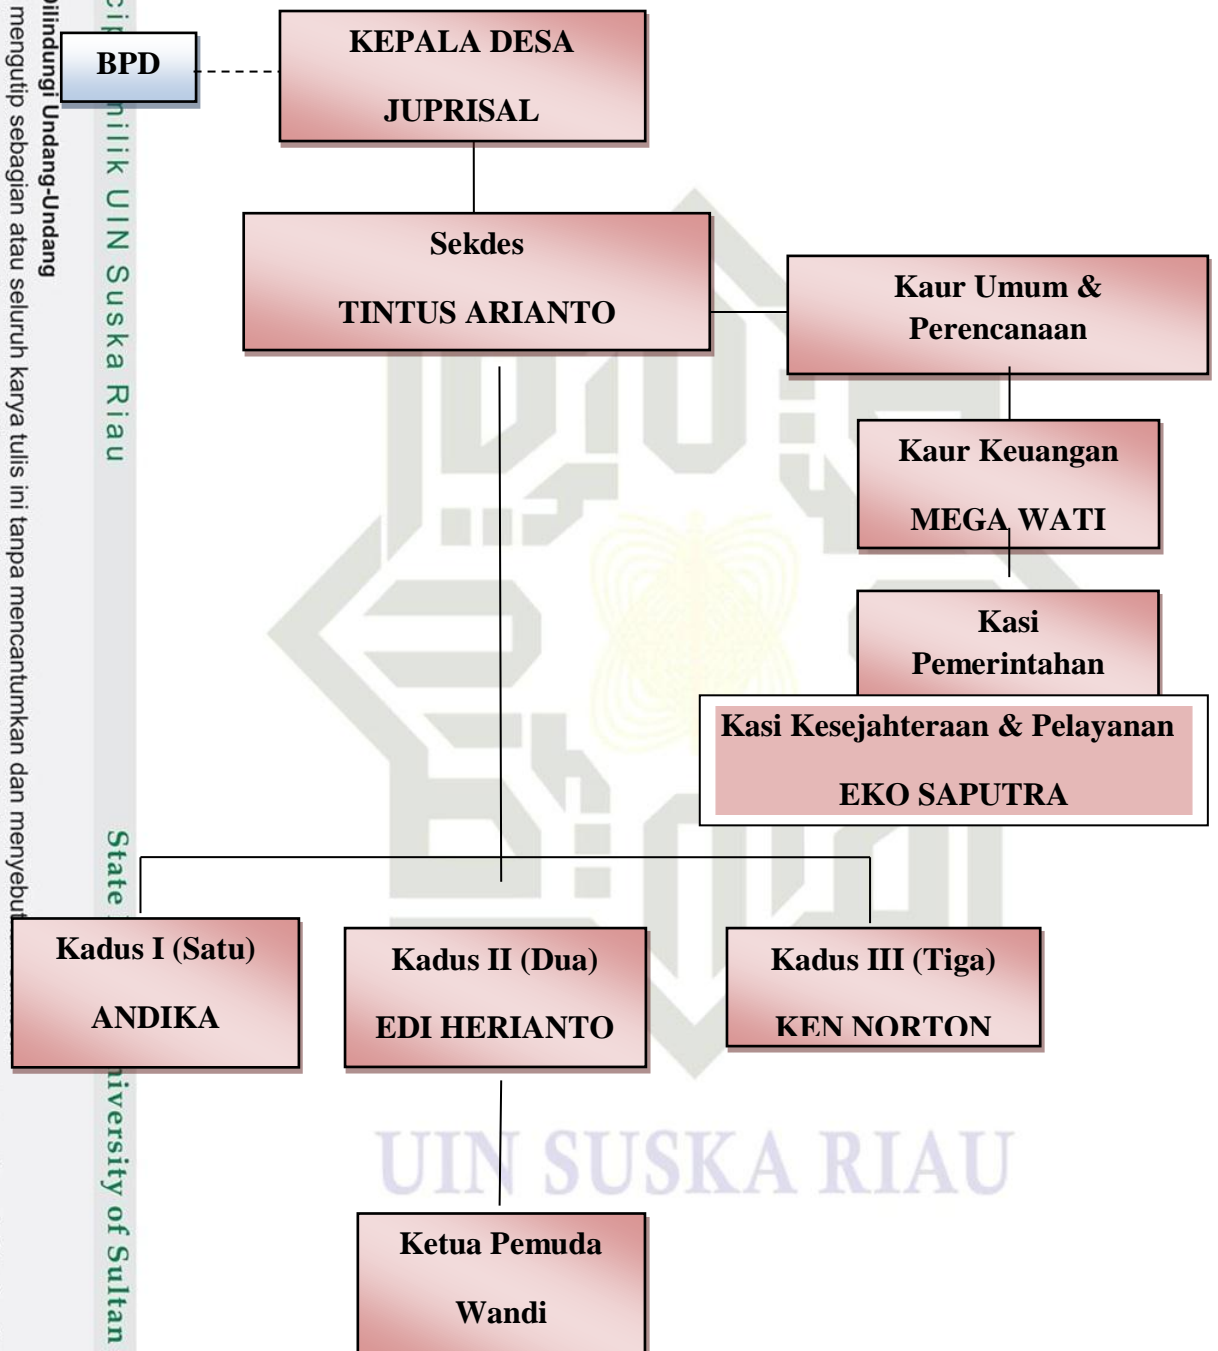 BPD
KEPALA DESA
JUPRISAL
Sekdes
TINTUS ARIANTO
Kaur Umum &
Perencanaan
Kaur Keuangan
MEGA WATI
Kasi
Pemerintahan
Kasi Kesejahteraan & Pelayanan
EKO SAPUTRA
Kadus I (Satu)
ANDIKA
Kadus II (Dua)
EDI HERIANTO
Kadus III (Tiga)
KEN NORTON
Ketua Pemuda
Wandi
UIN SUSKA RIAU
milik UIN Suska Riau
State
of Sultan
Dilindungi Undang-Undang
mengutip sebagian atau seluruh karya tulis ini tanpa mencantumkan dan